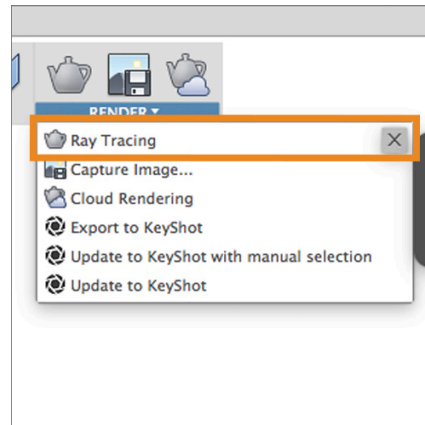 RENDER ▾
Ray Tracing
Capture Image...
Cloud Rendering
Export to KeyShot
Update to KeyShot with manual selection
Update to KeyShot